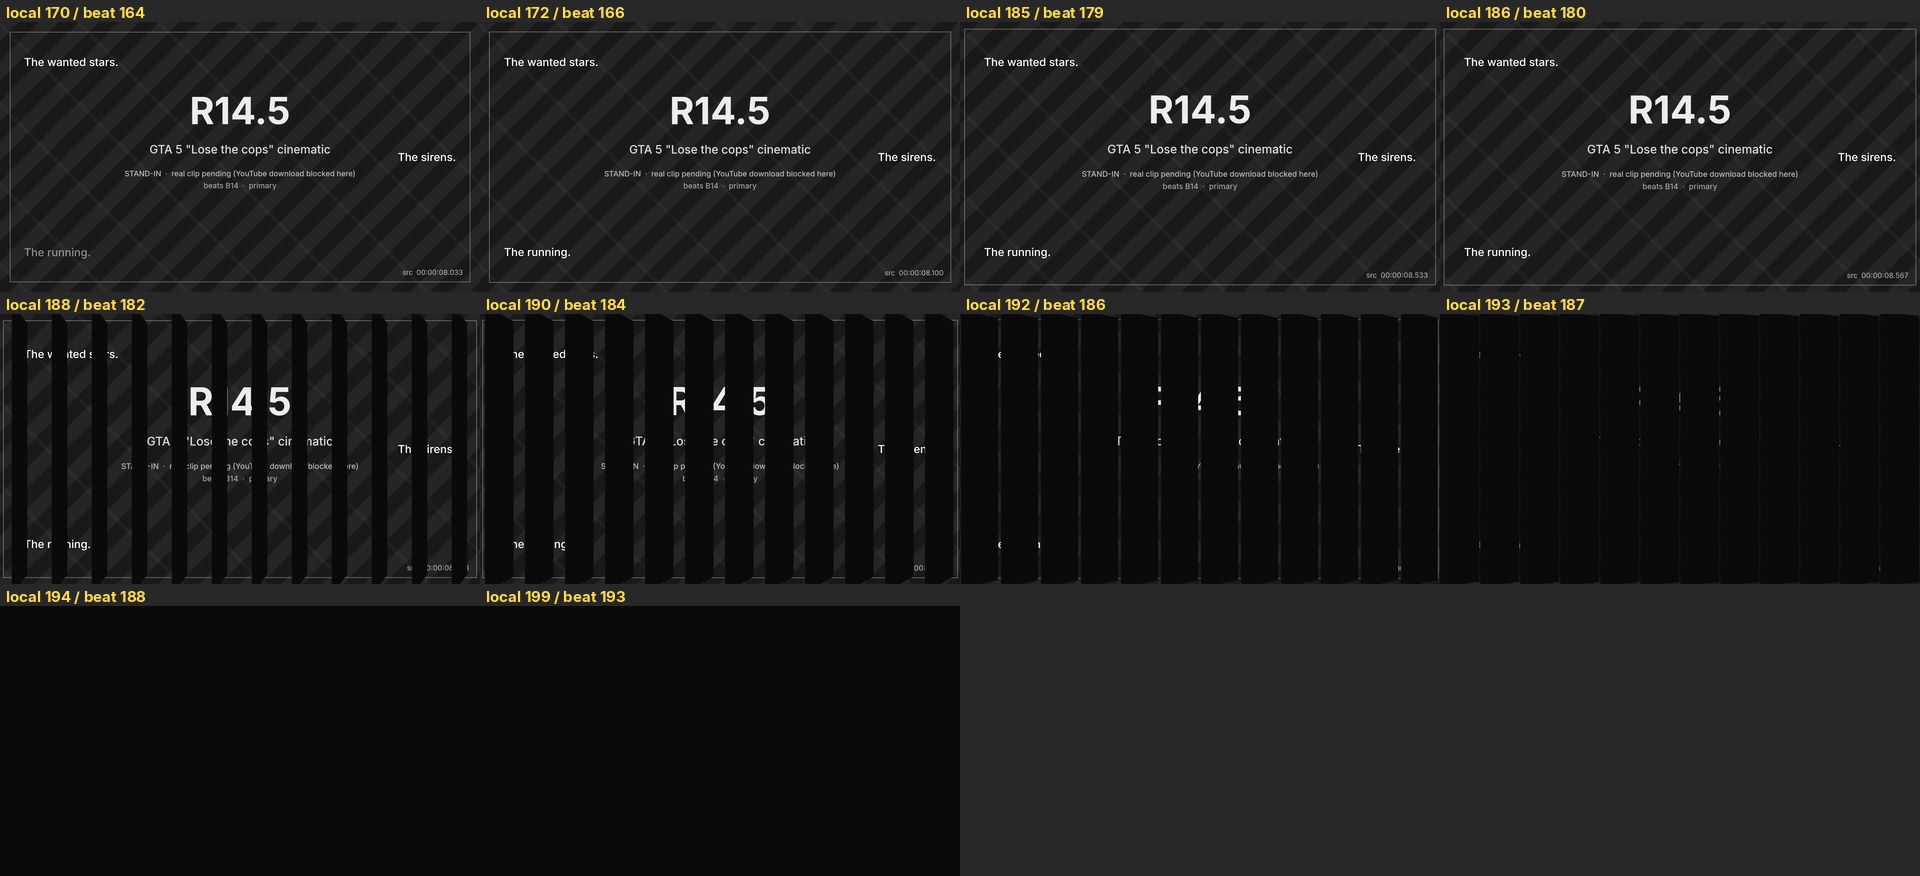 local 170 / beat 164
The wanted stars.
R14.5
GTA 5 "Lose the cops" cinematic
The sirens.
STAND-IN · real clip pending (YouTube download blocked here)
beats B14 · primary
The running.
src 00:00:08.033
local 172 / beat 166
The wanted stars.
R14.5
GTA 5 "Lose the cops" cinematic
The sirens.
STAND-IN · real clip pending (YouTube download blocked here)
beats B14 · primary
The running.
src 00:00:08.100
local 185 / beat 179
The wanted stars.
R14.5
GTA 5 "Lose the cops" cinematic
The sirens.
STAND-IN · real clip pending (YouTube download blocked here)
beats B14 · primary
The running.
src 00:00:08.533
local 186 / beat 180
The wanted stars.
R14.5
GTA 5 "Lose the cops" cinematic
The sirens.
STAND-IN · real clip pending (YouTube download blocked here)
beats B14 · primary
The running.
src 00:00:08.567
local 188 / beat 182
local 190 / beat 184
local 192 / beat 186
local 193 / beat 187
local 194 / beat 188
local 199 / beat 193